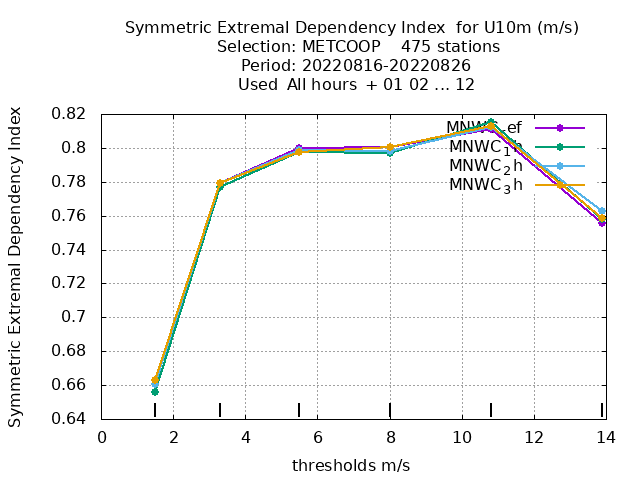 Symmetric Extremal Dependency Index for U10m (m/s)
Selection: METCOOP 475 stations
Period: 20220816-20220826
Used All hours + 01 02 ... 12
Symmetric Extremal Dependency Index
0.82
0.8
0.78
0.76
0.74
0.72
0.7
0.68
0.66
0.64
MNWC_ef
MNWC1h
MNWC2h
MNWC3h
0 2 4 6 8 10 12 14
thresholds m/s